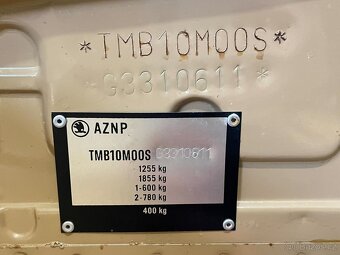 *TMB10M00S*
G3310611*
AZNP
TMB10M00S G3310611
1255 kg
1855 kg
1-600 kg
2-780 kg
400 kg